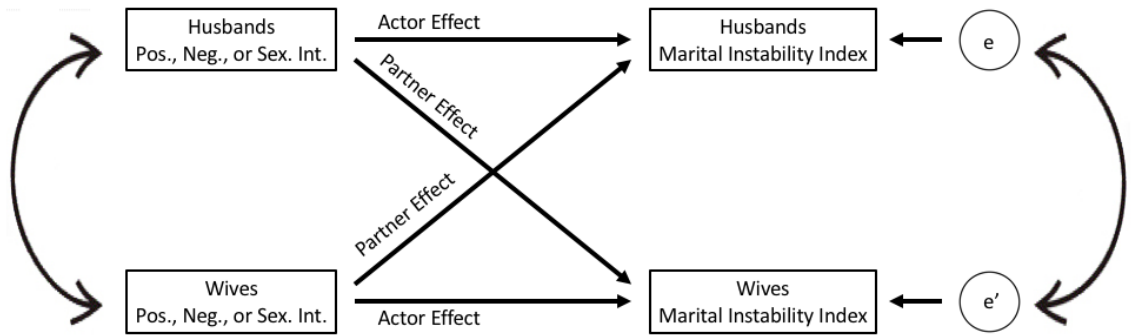 Husbands
Pos., Neg., or Sex. Int.
Actor Effect
Husbands
Marital Instability Index
e
Partner Effect
Partner Effect
Wives
Pos., Neg., or Sex. Int.
Actor Effect
Wives
Marital Instability Index
e’